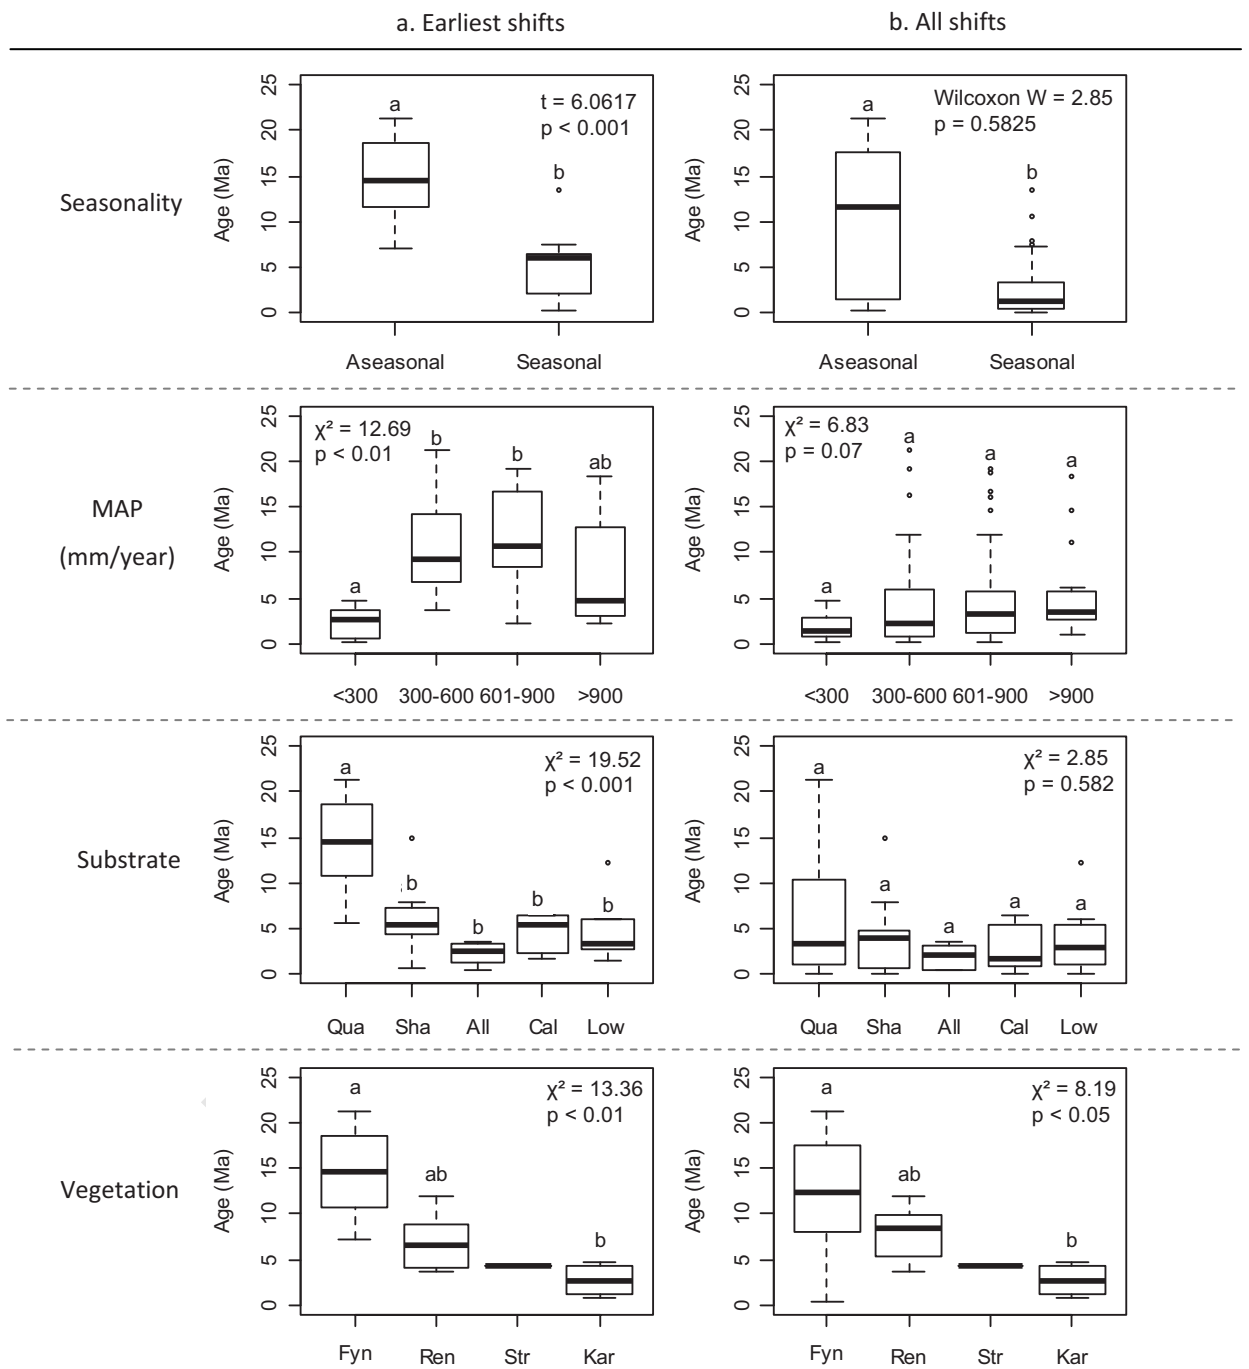 a. Earliest shifts
b. All shifts
Seasonality
Age (Ma)
0 5 10 15 20 25
a
b
t = 6.0617
p < 0.001
Aseasonal Seasonal
Age (Ma)
0 5 10 15 20 25
a
b
Wilcoxon W = 2.85
p = 0.5825
Aseasonal Seasonal
MAP
(mm/year)
Age (Ma)
0 5 10 15 20 25
χ² = 12.69
p < 0.01
a b b ab
<300 300-600 601-900 >900
Age (Ma)
0 5 10 15 20 25
χ² = 6.83
p = 0.07
a a a a
<300 300-600 601-900 >900
Substrate
Age (Ma)
0 5 10 15 20 25
χ² = 19.52
p < 0.001
a b b b b
Qua Sha All Cal Low
Age (Ma)
0 5 10 15 20 25
χ² = 2.85
p = 0.582
a a a a a
Qua Sha All Cal Low
Vegetation
Age (Ma)
0 5 10 15 20 25
χ² = 13.36
p < 0.01
a ab b
Fyn Ren Str Kar
Age (Ma)
0 5 10 15 20 25
χ² = 8.19
p < 0.05
a ab b
Fyn Ren Str Kar